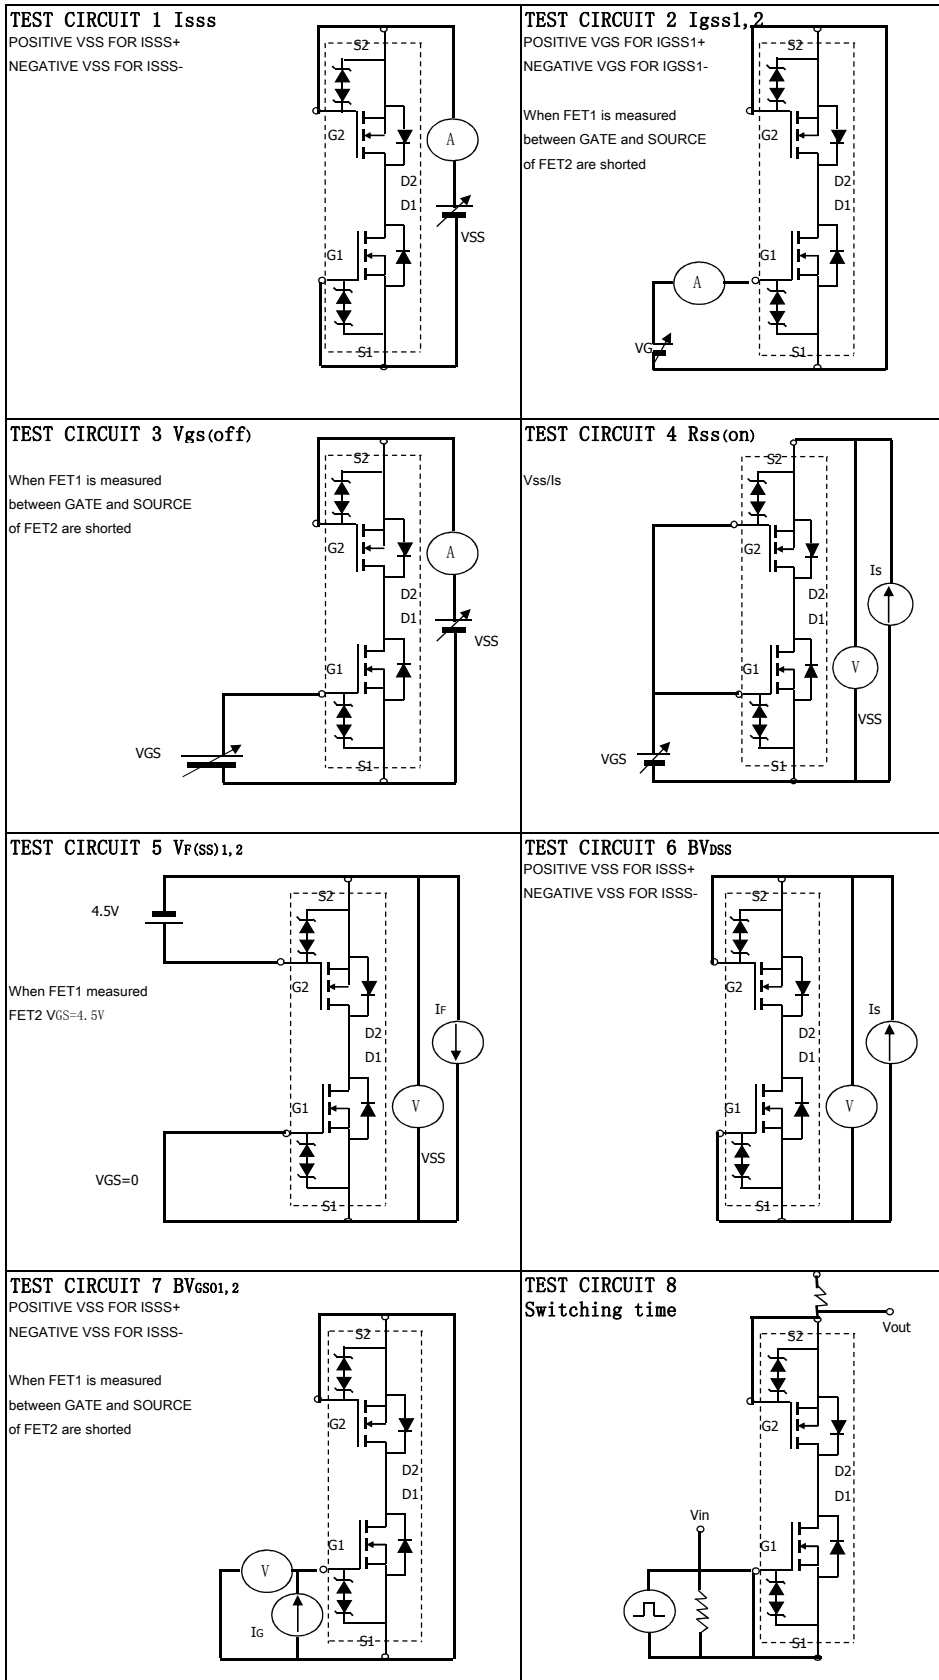 TEST CIRCUIT 1 Isss
POSITIVE VSS FOR ISSS+
NEGATIVE VSS FOR ISSS-
S2
G2
A
D2
D1
VSS
G1
S1
TEST CIRCUIT 2 Igss1,2
POSITIVE VGS FOR IGSS1+
NEGATIVE VGS FOR IGSS1-
When FET1 is measured
between GATE and SOURCE
of FET2 are shorted
S2
G2
D2
D1
G1
A
VG
S1
TEST CIRCUIT 3 Vgs(off)
When FET1 is measured
between GATE and SOURCE
of FET2 are shorted
S2
G2
A
D2
D1
VSS
G1
VGS
S1
TEST CIRCUIT 4 Rss(on)
Vss/Is
S2
G2
Is
D2
D1
G1
V
VSS
VGS
S1
TEST CIRCUIT 5 VF(SS)1,2
4.5V
When FET1 measured
FET2 VGS=4.5V
S2
G2
IF
D2
D1
G1
V
VSS
VGS=0
S1
TEST CIRCUIT 6 BVDSS
POSITIVE VSS FOR ISSS+
NEGATIVE VSS FOR ISSS-
S2
G2
Is
D2
D1
G1
V
VSS
S1
TEST CIRCUIT 7 BVGSO1,2
POSITIVE VSS FOR ISSS+
NEGATIVE VSS FOR ISSS-
When FET1 is measured
between GATE and SOURCE
of FET2 are shorted
S2
G2
D2
D1
G1
V
IG
S1
TEST CIRCUIT 8
Switching time
Vout
S2
G2
D2
D1
Vin
G1
S1